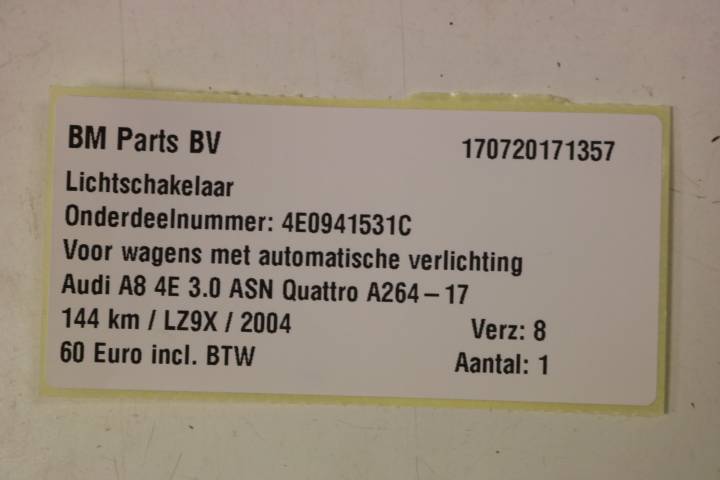 BM Parts BV 170720171357
Lichtschakelaar
Onderdeelnummer: 4E0941531C
Voor wagens met automatische verlichting
Audi A8 4E 3.0 ASN Quattro A264 – 17
144 km / LZ9X / 2004 Verz: 8
60 Euro incl. BTW Aantal: 1